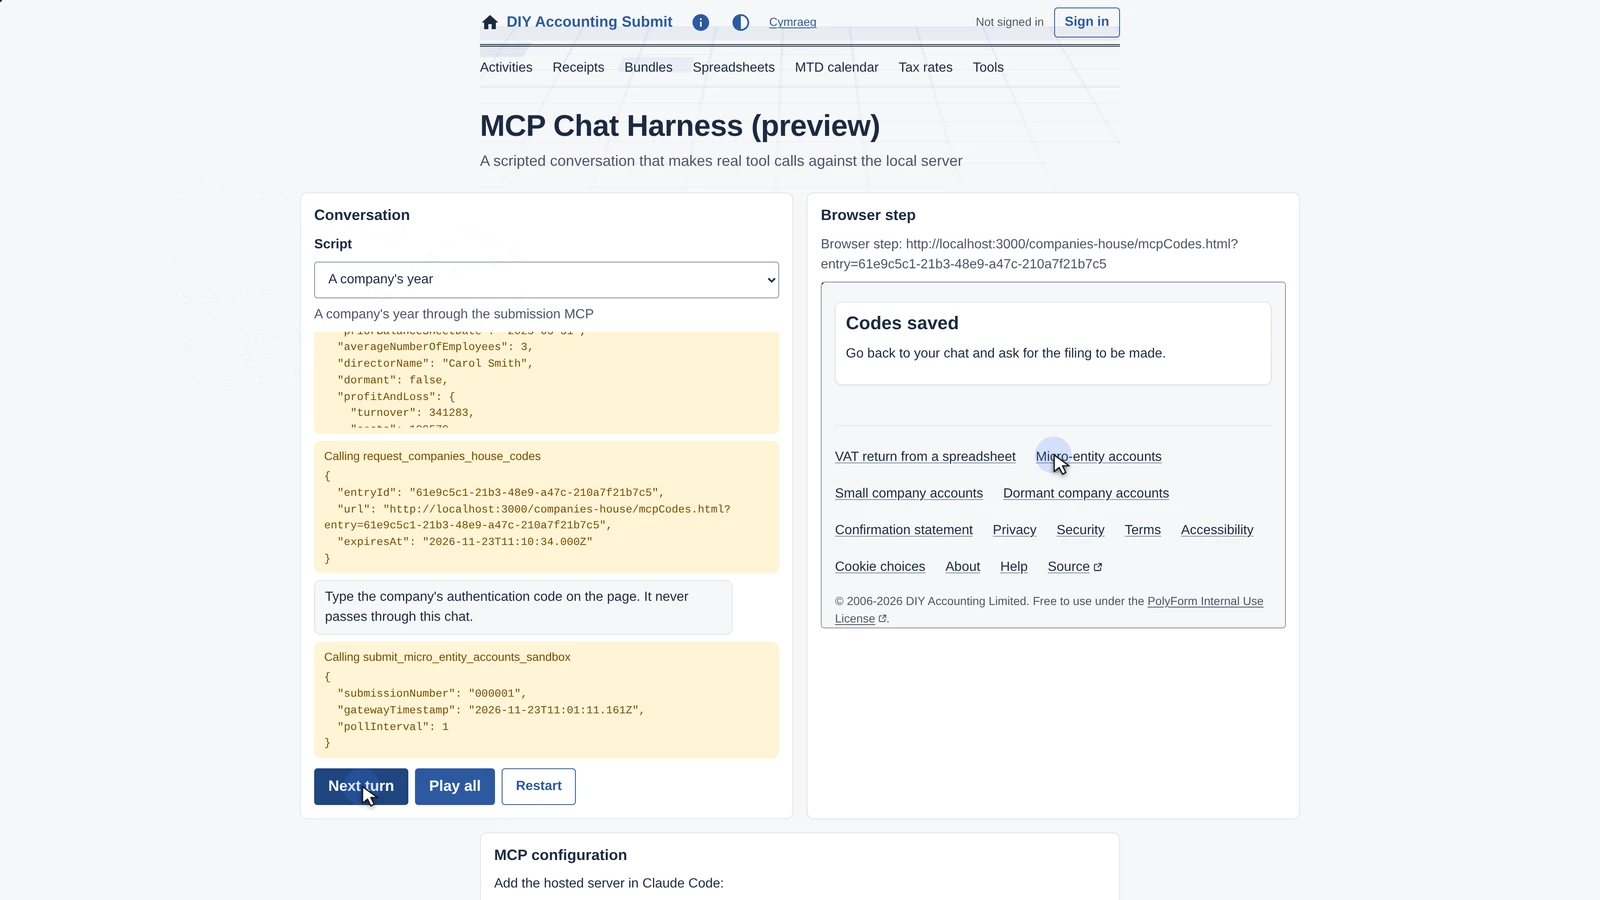 DIY Accounting Submit
Cymraeg
Not signed in
Sign in
Activities
Receipts
Bundles
Spreadsheets
MTD calendar
Tax rates
Tools
MCP Chat Harness (preview)
A scripted conversation that makes real tool calls against the local server
Conversation
Script
A company's year
A company's year through the submission MCP
"averageNumberOfEmployees": 3,
"directorName": "Carol Smith",
"dormant": false,
"profitAndLoss": {
"turnover": 341283,
Calling request_companies_house_codes
{
"entryId": "61e9c5c1-21b3-48e9-a47c-210a7f21b7c5",
"url": "http://localhost:3000/companies-house/mcpCodes.html?
entry=61e9c5c1-21b3-48e9-a47c-210a7f21b7c5",
"expiresAt": "2026-11-23T11:10:34.000Z"
}
Type the company's authentication code on the page. It never
passes through this chat.
Calling submit_micro_entity_accounts_sandbox
{
"submissionNumber": "000001",
"gatewayTimestamp": "2026-11-23T11:01:11.161Z",
"pollInterval": 1
}
Next turn
Play all
Restart
Browser step
Browser step: http://localhost:3000/companies-house/mcpCodes.html?
entry=61e9c5c1-21b3-48e9-a47c-210a7f21b7c5
Codes saved
Go back to your chat and ask for the filing to be made.
VAT return from a spreadsheet
Micro-entity accounts
Small company accounts
Dormant company accounts
Confirmation statement
Privacy
Security
Terms
Accessibility
Cookie choices
About
Help
Source
© 2006-2026 DIY Accounting Limited. Free to use under the PolyForm Internal Use
License.
MCP configuration
Add the hosted server in Claude Code: